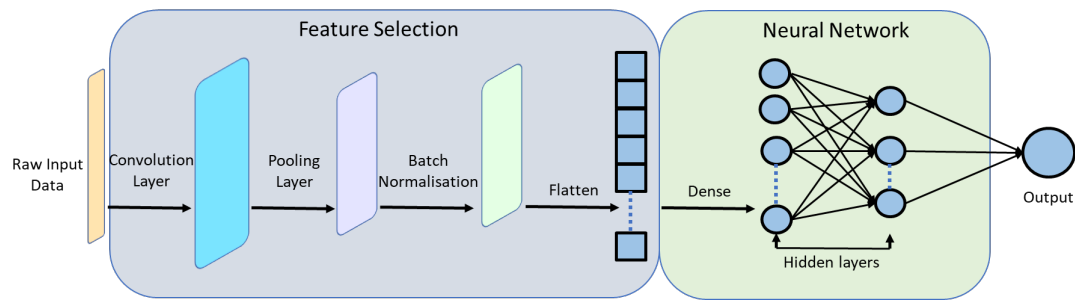 Feature Selection
Neural Network
Raw Input
Data
Convolution
Layer
Pooling
Layer
Batch
Normalisation
Flatten
Dense
Hidden layers
Output